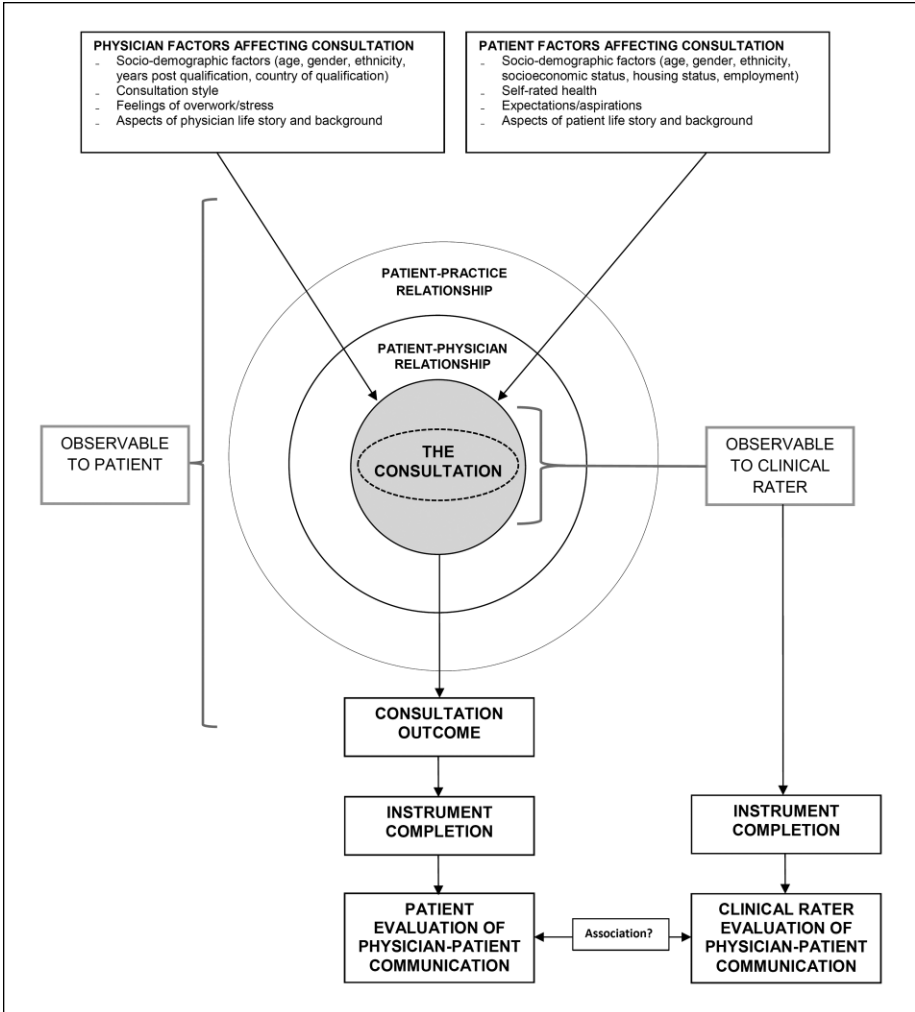 PHYSICIAN FACTORS AFFECTING CONSULTATION
- Socio-demographic factors (age, gender, ethnicity,
years post qualification, country of qualification)
- Consultation style
- Feelings of overwork/stress
- Aspects of physician life story and background
PATIENT FACTORS AFFECTING CONSULTATION
- Socio-demographic factors (age, gender, ethnicity,
socioeconomic status, housing status, employment)
- Self-rated health
- Expectations/aspirations
- Aspects of patient life story and background
PATIENT-PRACTICE
RELATIONSHIP
PATIENT-PHYSICIAN
RELATIONSHIP
THE
CONSULTATION
OBSERVABLE
TO PATIENT
OBSERVABLE
TO CLINICAL
RATER
CONSULTATION
OUTCOME
INSTRUMENT
COMPLETION
INSTRUMENT
COMPLETION
PATIENT
EVALUATION OF
PHYSICIAN-PATIENT
COMMUNICATION
Association?
CLINICAL RATER
EVALUATION OF
PHYSICIAN-PATIENT
COMMUNICATION